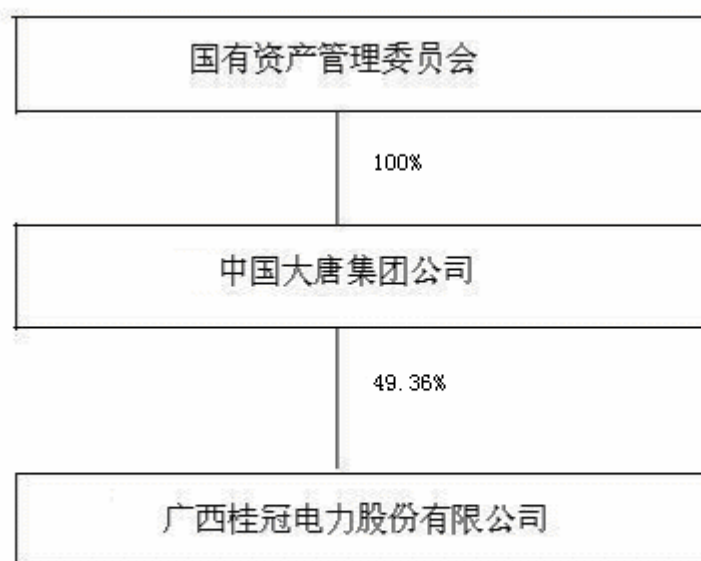 国有资产管理委员会
100%
中国大唐集团公司
49.36%
广西桂冠电力股份有限公司